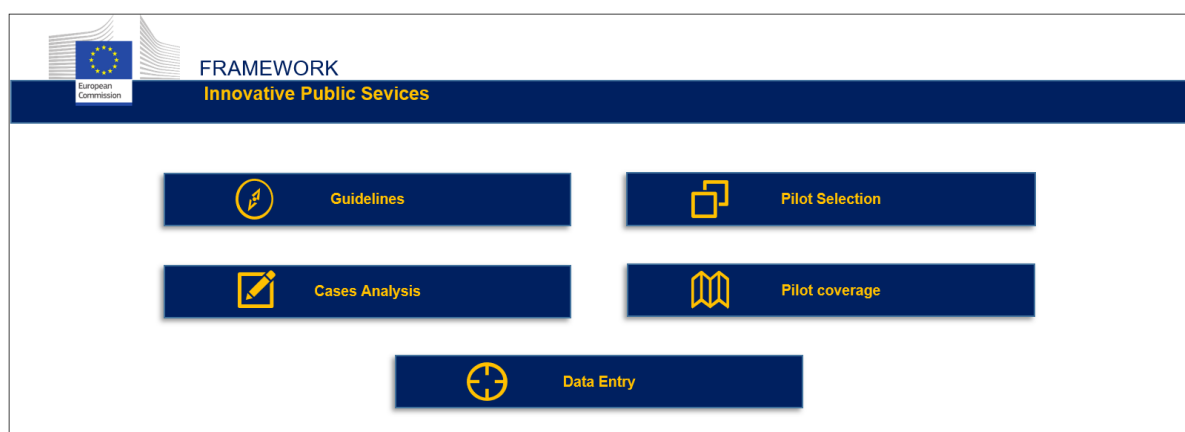 European
Commission
FRAMEWORK
Innovative Public Sevices
Guidelines
Pilot Selection
Cases Analysis
Pilot coverage
Data Entry